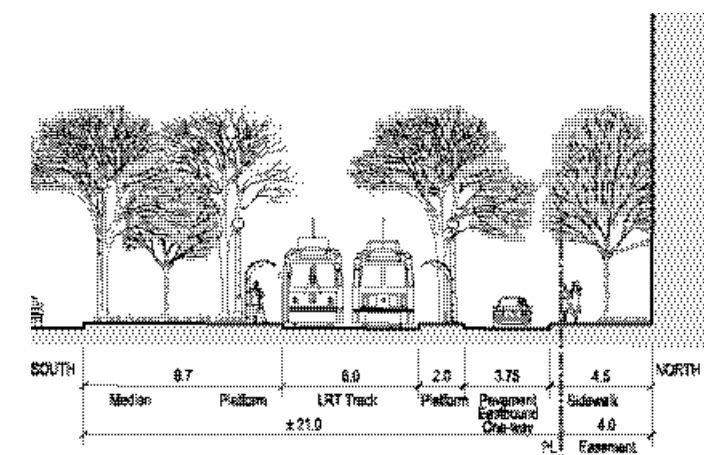 SOUTH 8.7 6.0 2.0 3.75 4.5 NORTH
Median Platform LRT Track Platform Pavement Sidewalk
Eastbound
One-way
±21.0 4.0
PL Easement